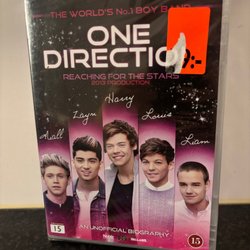 THE WORLD'S No.1 BOY BAND
ONE
DIRECTION
REACHING FOR THE STARS
2013 PRODUCTION
Harry
Zayn
Louis
Niall
Liam
AN UNOFFICIAL BIOGRAPHY
15
15